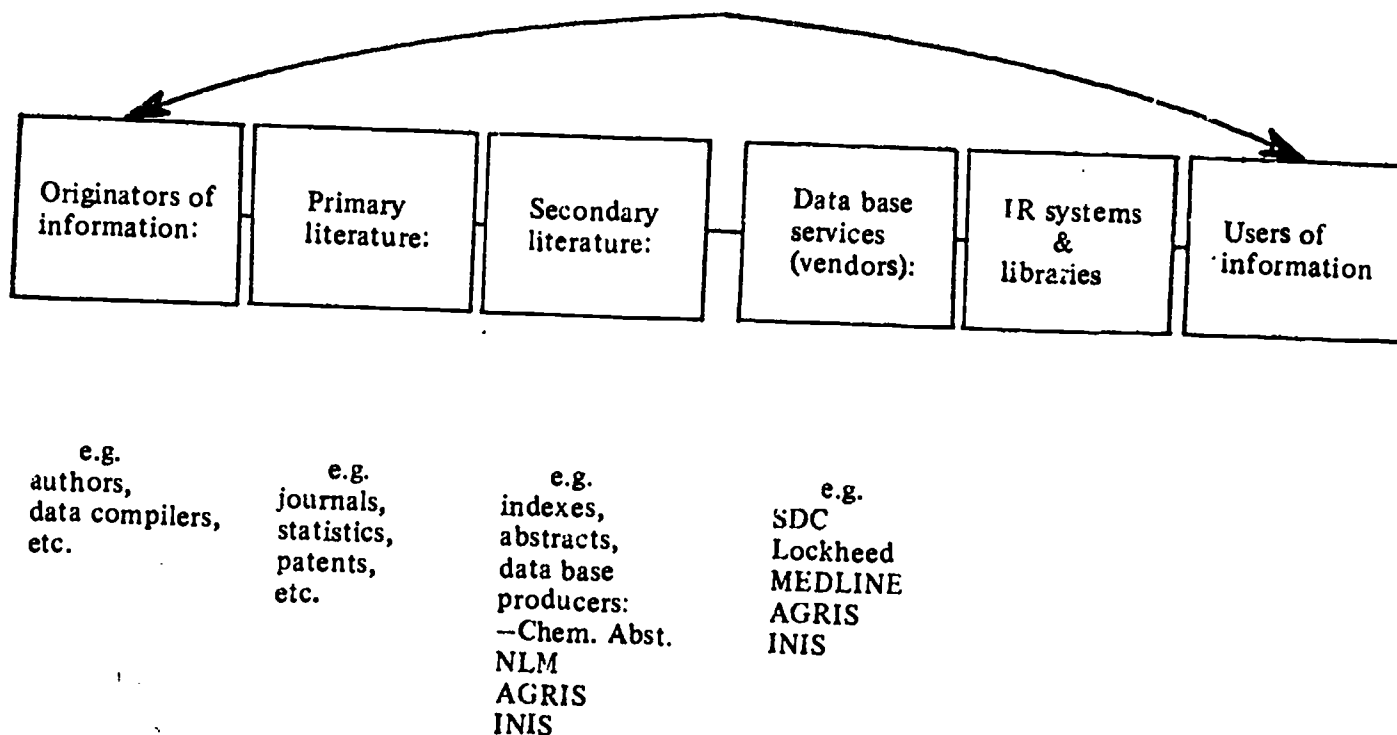 Originators of
information:
Primary
literature:
Secondary
literature:
Data base
services
(vendors):
IR systems
&
libraries
Users of
information
e.g.
authors,
data compilers,
etc.
e.g.
journals,
statistics,
patents,
etc.
e.g.
indexes,
abstracts,
data base
producers:
—Chem. Abst.
NLM
AGRIS
INIS
e.g.
SDC
Lockheed
MEDLINE
AGRIS
INIS